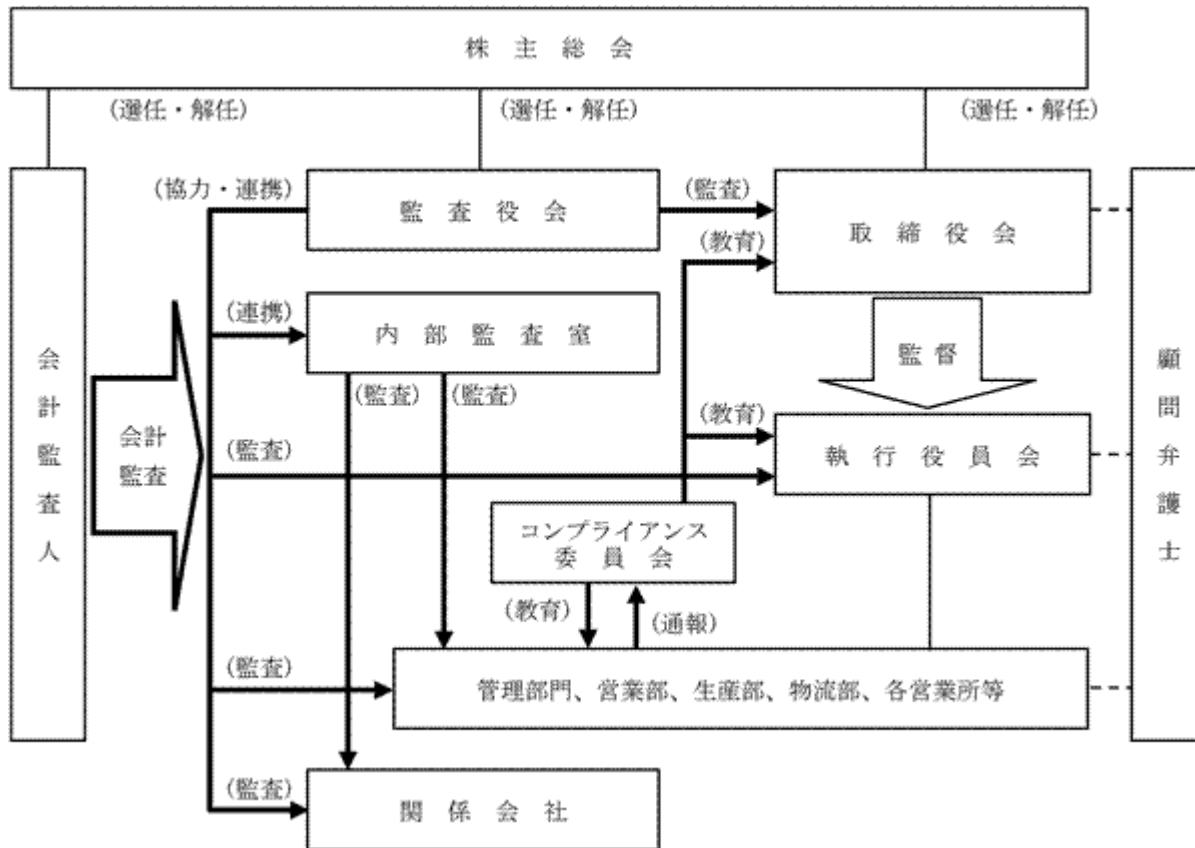 株主総会
(選任・解任)
(選任・解任)
(選任・解任)
(協力・連携)
監査役会
(監査)
取締役会
(教育)
(連携)
内部監査室
監督
会計監査人
顧問弁護士
(監査)
(監査)
(教育)
会計
監査
(監査)
執行役員会
コンプライアンス
委員会
(教育)
(通報)
(監査)
管理部門、営業部、生産部、物流部、各営業所等
(監査)
関係会社